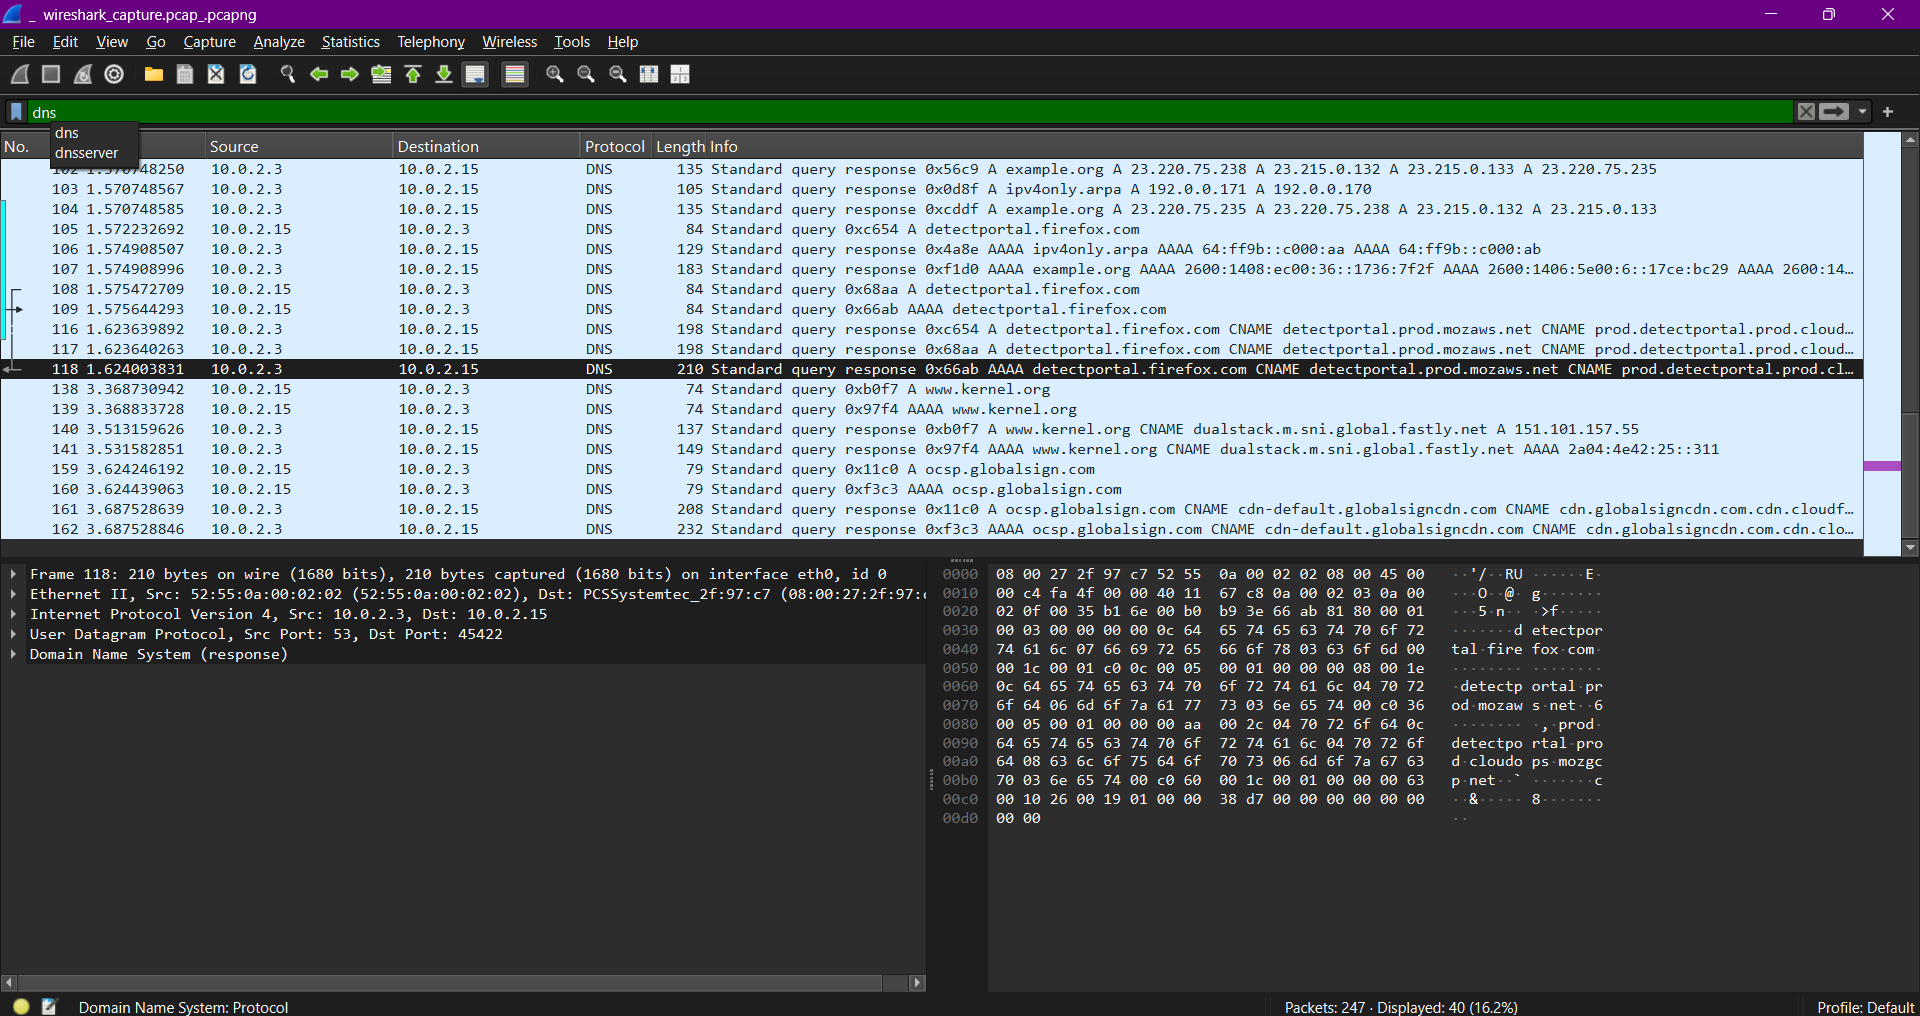 _ wireshark_capture.pcap_.pcapng
File Edit View Go Capture Analyze Statistics Telephony Wireless Tools Help
dns
dns
dnsserver
No. Source Destination Protocol Length Info
102 1.570748250 10.0.2.3 10.0.2.15 DNS 135 Standard query response 0x56c9 A example.org A 23.220.75.238 A 23.215.0.132 A 23.215.0.133 A 23.220.75.235
103 1.570748567 10.0.2.3 10.0.2.15 DNS 105 Standard query response 0x0d8f A ipv4only.arpa A 192.0.0.171 A 192.0.0.170
104 1.570748585 10.0.2.3 10.0.2.15 DNS 135 Standard query response 0xcddf A example.org A 23.220.75.235 A 23.220.75.238 A 23.215.0.132 A 23.215.0.133
105 1.572232692 10.0.2.15 10.0.2.3 DNS 84 Standard query 0xc654 A detectportal.firefox.com
106 1.574908507 10.0.2.3 10.0.2.15 DNS 129 Standard query response 0x4a8e AAAA ipv4only.arpa AAAA 64:ff9b::c000:aa AAAA 64:ff9b::c000:ab
107 1.574908996 10.0.2.3 10.0.2.15 DNS 183 Standard query response 0xf1d0 AAAA example.org AAAA 2600:1408:ec00:36::1736:7f2f AAAA 2600:1406:5e00:6::17ce:bc29 AAAA 2600:14…
108 1.575472709 10.0.2.15 10.0.2.3 DNS 84 Standard query 0x68aa A detectportal.firefox.com
109 1.575644293 10.0.2.15 10.0.2.3 DNS 84 Standard query 0x66ab AAAA detectportal.firefox.com
116 1.623639892 10.0.2.3 10.0.2.15 DNS 198 Standard query response 0xc654 A detectportal.firefox.com CNAME detectportal.prod.mozaws.net CNAME prod.detectportal.prod.cloud…
117 1.623640263 10.0.2.3 10.0.2.15 DNS 198 Standard query response 0x68aa A detectportal.firefox.com CNAME detectportal.prod.mozaws.net CNAME prod.detectportal.prod.cloud…
118 1.624003831 10.0.2.3 10.0.2.15 DNS 210 Standard query response 0x66ab AAAA detectportal.firefox.com CNAME detectportal.prod.mozaws.net CNAME prod.detectportal.prod.cl…
138 3.368730942 10.0.2.15 10.0.2.3 DNS 74 Standard query 0xb0f7 A www.kernel.org
139 3.368833728 10.0.2.15 10.0.2.3 DNS 74 Standard query 0x97f4 AAAA www.kernel.org
140 3.513159626 10.0.2.3 10.0.2.15 DNS 137 Standard query response 0xb0f7 A www.kernel.org CNAME dualstack.m.sni.global.fastly.net A 151.101.157.55
141 3.531582851 10.0.2.3 10.0.2.15 DNS 149 Standard query response 0x97f4 AAAA www.kernel.org CNAME dualstack.m.sni.global.fastly.net AAAA 2a04:4e42:25::311
159 3.624246192 10.0.2.15 10.0.2.3 DNS 79 Standard query 0x11c0 A ocsp.globalsign.com
160 3.624439063 10.0.2.15 10.0.2.3 DNS 79 Standard query 0xf3c3 AAAA ocsp.globalsign.com
161 3.687528639 10.0.2.3 10.0.2.15 DNS 208 Standard query response 0x11c0 A ocsp.globalsign.com CNAME cdn-default.globalsigncdn.com CNAME cdn.globalsigncdn.com.cdn.cloudf…
162 3.687528846 10.0.2.3 10.0.2.15 DNS 232 Standard query response 0xf3c3 AAAA ocsp.globalsign.com CNAME cdn-default.globalsigncdn.com CNAME cdn.globalsigncdn.com.cdn.clo…
Frame 118: 210 bytes on wire (1680 bits), 210 bytes captured (1680 bits) on interface eth0, id 0
Ethernet II, Src: 52:55:0a:00:02:02 (52:55:0a:00:02:02), Dst: PCSSystemtec_2f:97:c7 (08:00:27:2f:97:
Internet Protocol Version 4, Src: 10.0.2.3, Dst: 10.0.2.15
User Datagram Protocol, Src Port: 53, Dst Port: 45422
Domain Name System (response)
0000 08 00 27 2f 97 c7 52 55 0a 00 02 02 08 00 45 00 ··'/··RU ······E·
0010 00 c4 fa 4f 00 00 40 11 67 c8 0a 00 02 03 0a 00 ···O··@· g·······
0020 02 0f 00 35 b1 6e 00 b0 b9 3e 66 ab 81 80 00 01 ···5·n·· ·>f·····
0030 00 03 00 00 00 00 0c 64 65 74 65 63 74 70 6f 72 ·······d etectpor
0040 74 61 6c 07 66 69 72 65 66 6f 78 03 63 6f 6d 00 tal·fire fox·com·
0050 00 1c 00 01 c0 0c 00 05 00 01 00 00 00 08 00 1e ········ ········
0060 0c 64 65 74 65 63 74 70 6f 72 74 61 6c 04 70 72 ·detectp ortal·pr
0070 6f 64 06 6d 6f 7a 61 77 73 03 6e 65 74 00 c0 36 od·mozaw s·net··6
0080 00 05 00 01 00 00 00 aa 00 2c 04 70 72 6f 64 0c ········ ·,·prod·
0090 64 65 74 65 63 74 70 6f 72 74 61 6c 04 70 72 6f detectpo rtal·pro
00a0 64 08 63 6c 6f 75 64 6f 70 73 06 6d 6f 7a 67 63 d·cloudo ps·mozgc
00b0 70 03 6e 65 74 00 c0 60 00 1c 00 01 00 00 00 63 p·net··` ·······c
00c0 00 10 26 00 19 01 00 00 38 d7 00 00 00 00 00 00 ··&····· 8·······
00d0 00 00 ··
Domain Name System: Protocol
Packets: 247 · Displayed: 40 (16.2%)
Profile: Default